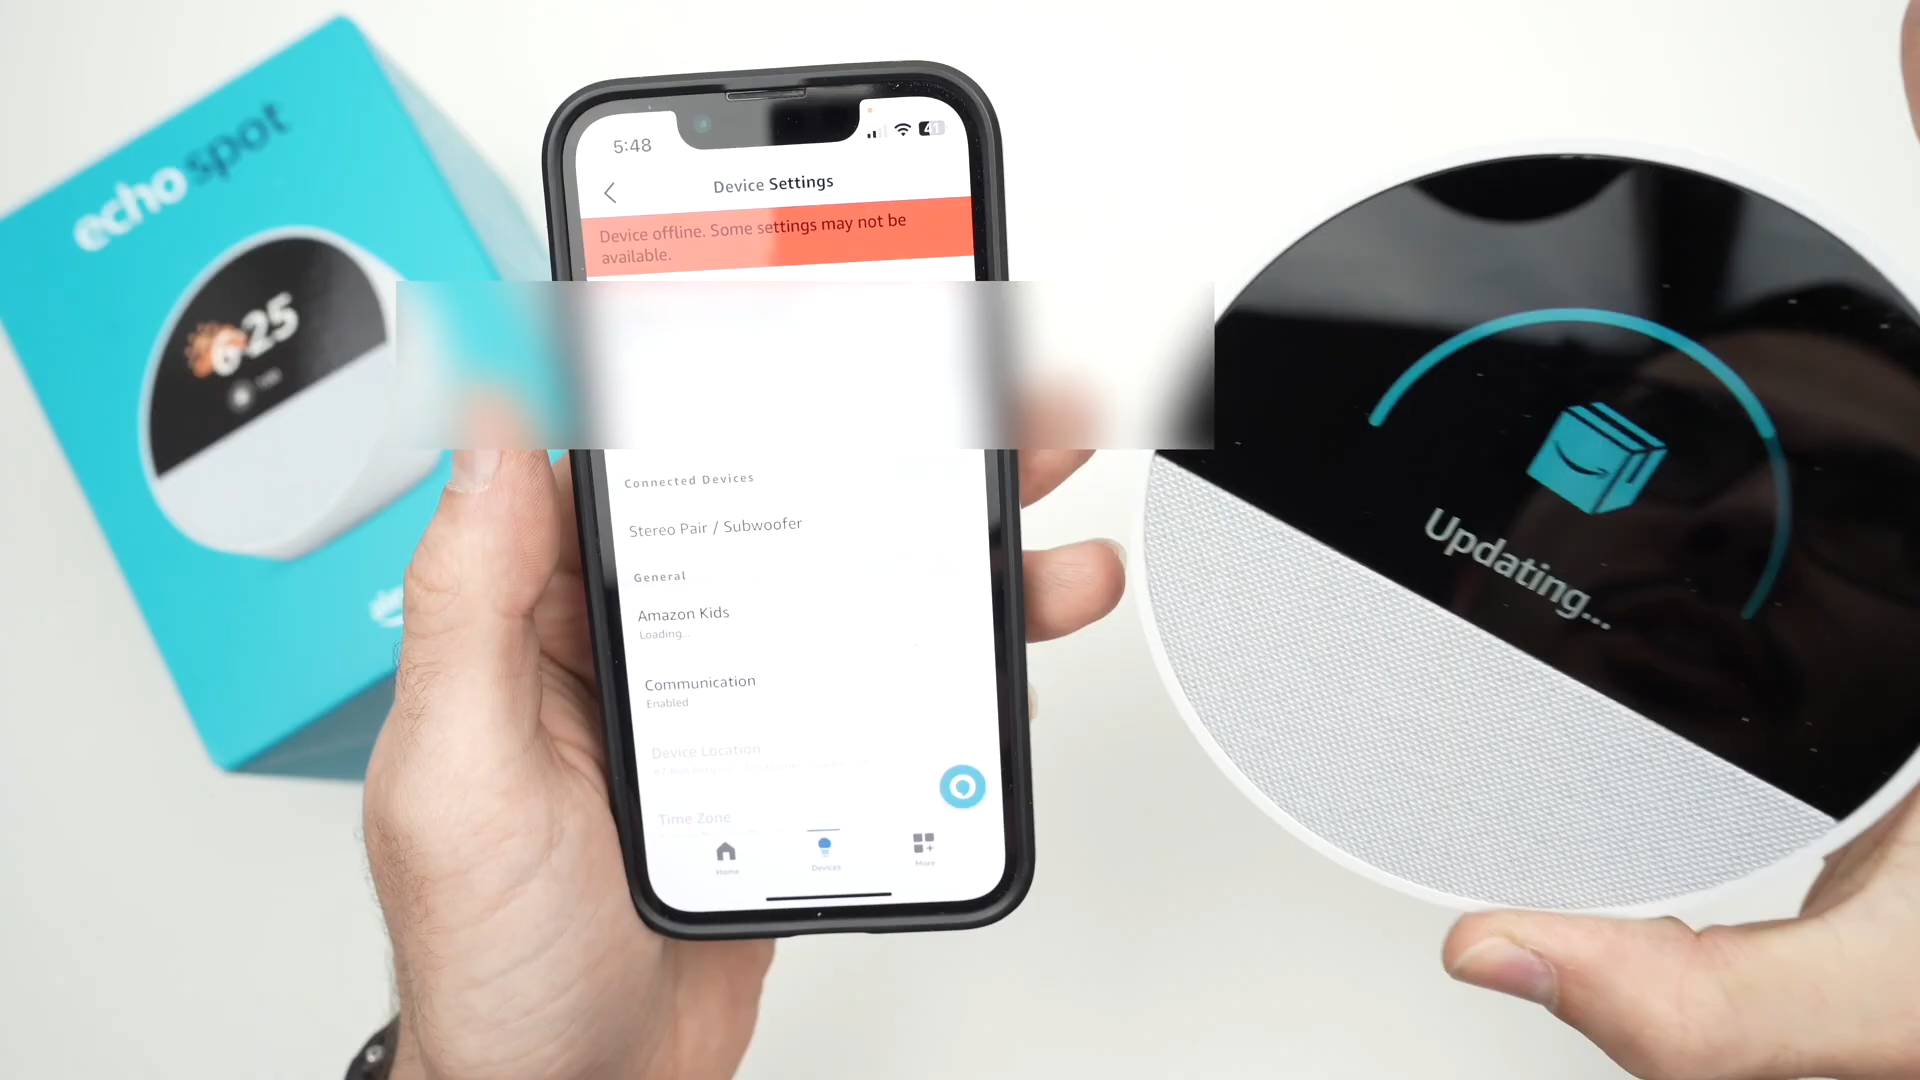 echo spot
6:25
5:48
41
Device Settings
Device offline. Some settings may not be
available.
Connected Devices
Stereo Pair / Subwoofer
General
Amazon Kids
Loading...
Communication
Enabled
Device Location
Time Zone
Home
Devices
More
Updating...